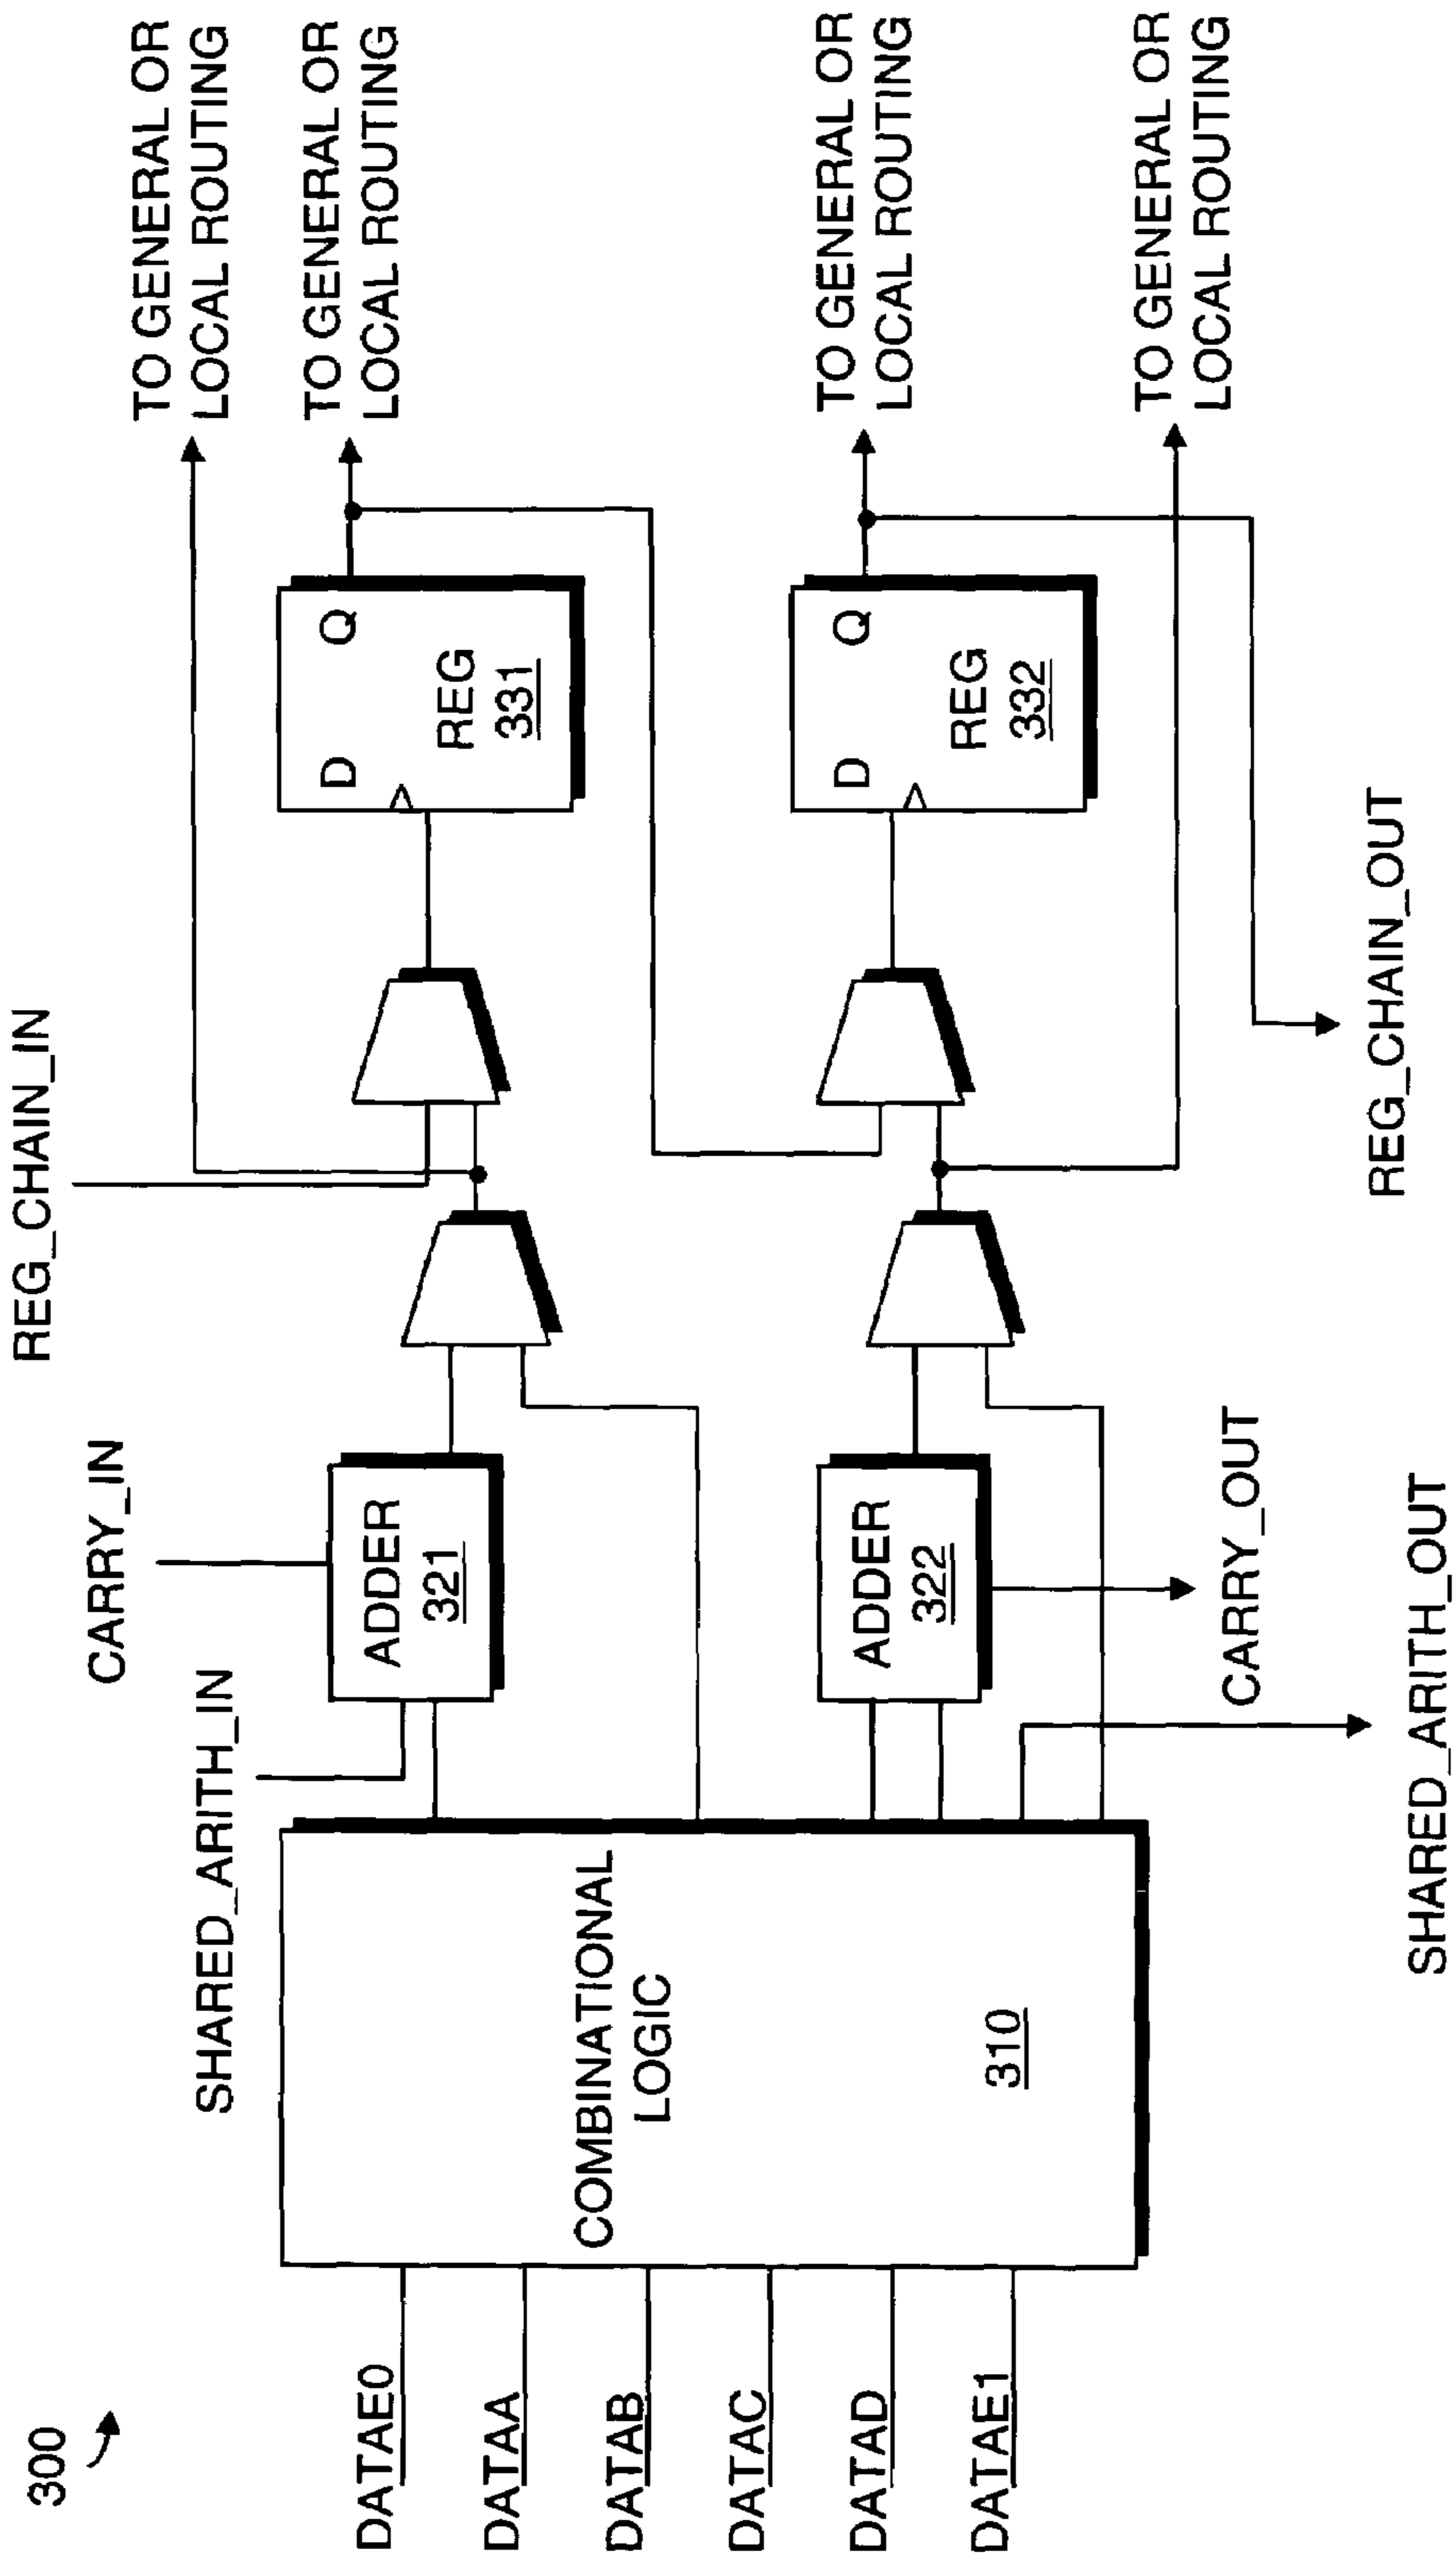 300
DATAE0
DATAA
DATAB
DATAC
DATAD
DATAE1
COMBINATIONAL
LOGIC
310
SHARED_ARITH_IN
CARRY_IN
REG_CHAIN_IN
ADDER
321
ADDER
322
D
Q
REG
331
D
Q
REG
332
TO GENERAL OR
LOCAL ROUTING
TO GENERAL OR
LOCAL ROUTING
TO GENERAL OR
LOCAL ROUTING
TO GENERAL OR
LOCAL ROUTING
CARRY_OUT
SHARED_ARITH_OUT
REG_CHAIN_OUT